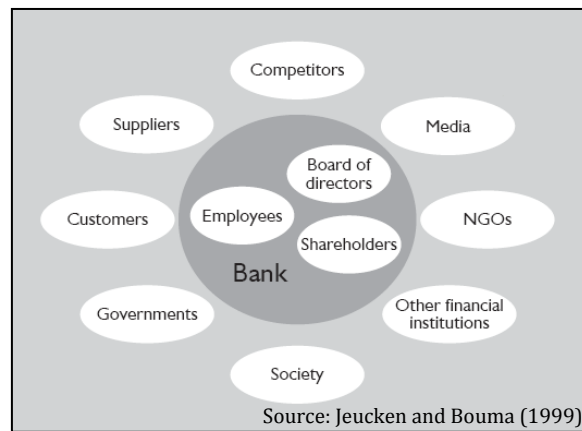 Competitors
Suppliers
Media
Board of
directors
Customers
Employees
NGOs
Shareholders
Bank
Governments
Other financial
institutions
Society
Source: Jeucken and Bouma (1999)